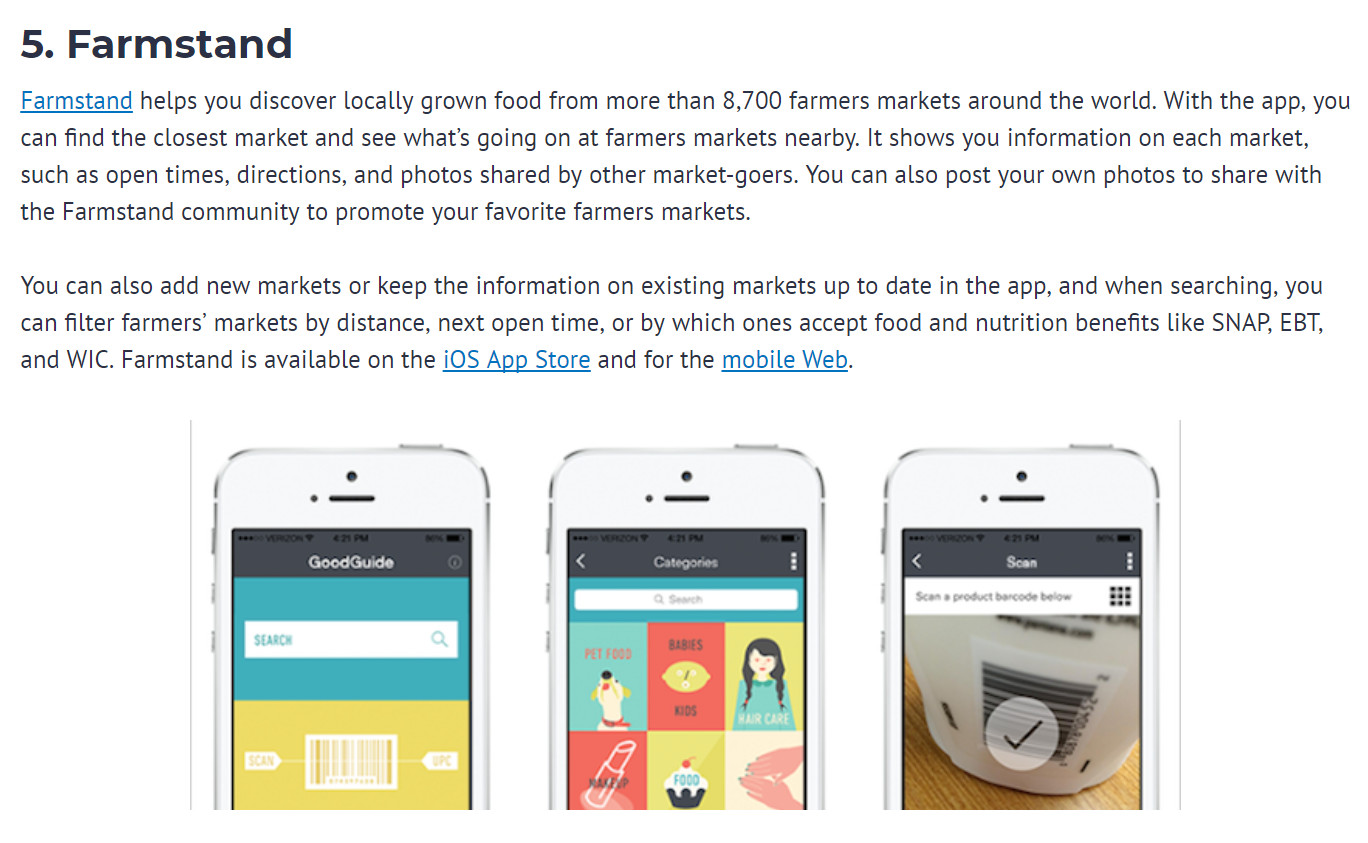 5. Farmstand
Farmstand helps you discover locally grown food from more than 8,700 farmers markets around the world. With the app, you
can find the closest market and see what’s going on at farmers markets nearby. It shows you information on each market,
such as open times, directions, and photos shared by other market-goers. You can also post your own photos to share with
the Farmstand community to promote your favorite farmers markets.
You can also add new markets or keep the information on existing markets up to date in the app, and when searching, you
can filter farmers’ markets by distance, next open time, or by which ones accept food and nutrition benefits like SNAP, EBT,
and WIC. Farmstand is available on the iOS App Store and for the mobile Web.
VERIZON 4:21 PM 86%
GoodGuide
SEARCH
SCAN UPC
VERIZON 4:21 PM 86%
Categories
Search
PET FOOD
BABIES
KIDS
HAIR CARE
MAKEUP
FOOD
VERIZON 4:21 PM 86%
Scan
Scan a product barcode below